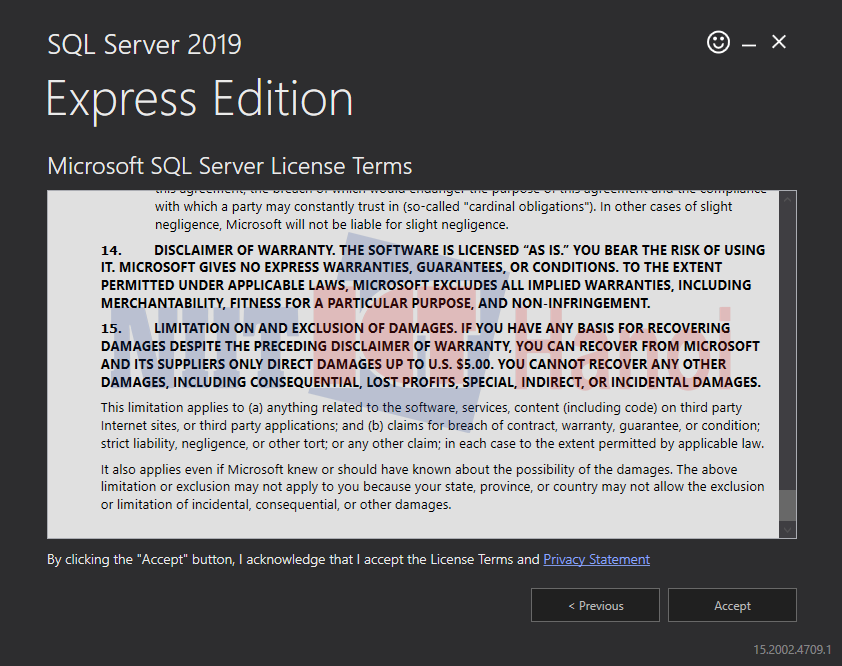 SQL Server 2019
Express Edition
Microsoft SQL Server License Terms
this agreement, the breach of which would endanger the purpose of this agreement and the compliance
with which a party may constantly trust in (so-called "cardinal obligations"). In other cases of slight
negligence, Microsoft will not be liable for slight negligence.
14. DISCLAIMER OF WARRANTY. THE SOFTWARE IS LICENSED “AS IS.” YOU BEAR THE RISK OF USING
IT. MICROSOFT GIVES NO EXPRESS WARRANTIES, GUARANTEES, OR CONDITIONS. TO THE EXTENT
PERMITTED UNDER APPLICABLE LAWS, MICROSOFT EXCLUDES ALL IMPLIED WARRANTIES, INCLUDING
MERCHANTABILITY, FITNESS FOR A PARTICULAR PURPOSE, AND NON-INFRINGEMENT.
15. LIMITATION ON AND EXCLUSION OF DAMAGES. IF YOU HAVE ANY BASIS FOR RECOVERING
DAMAGES DESPITE THE PRECEDING DISCLAIMER OF WARRANTY, YOU CAN RECOVER FROM MICROSOFT
AND ITS SUPPLIERS ONLY DIRECT DAMAGES UP TO U.S. $5.00. YOU CANNOT RECOVER ANY OTHER
DAMAGES, INCLUDING CONSEQUENTIAL, LOST PROFITS, SPECIAL, INDIRECT, OR INCIDENTAL DAMAGES.
NIIT ICT Hanoi
This limitation applies to (a) anything related to the software, services, content (including code) on third party
Internet sites, or third party applications; and (b) claims for breach of contract, warranty, guarantee, or condition;
strict liability, negligence, or other tort; or any other claim; in each case to the extent permitted by applicable law.
It also applies even if Microsoft knew or should have known about the possibility of the damages. The above
limitation or exclusion may not apply to you because your state, province, or country may not allow the exclusion
or limitation of incidental, consequential, or other damages.
By clicking the "Accept" button, I acknowledge that I accept the License Terms and Privacy Statement
< Previous
Accept
15.2002.4709.1